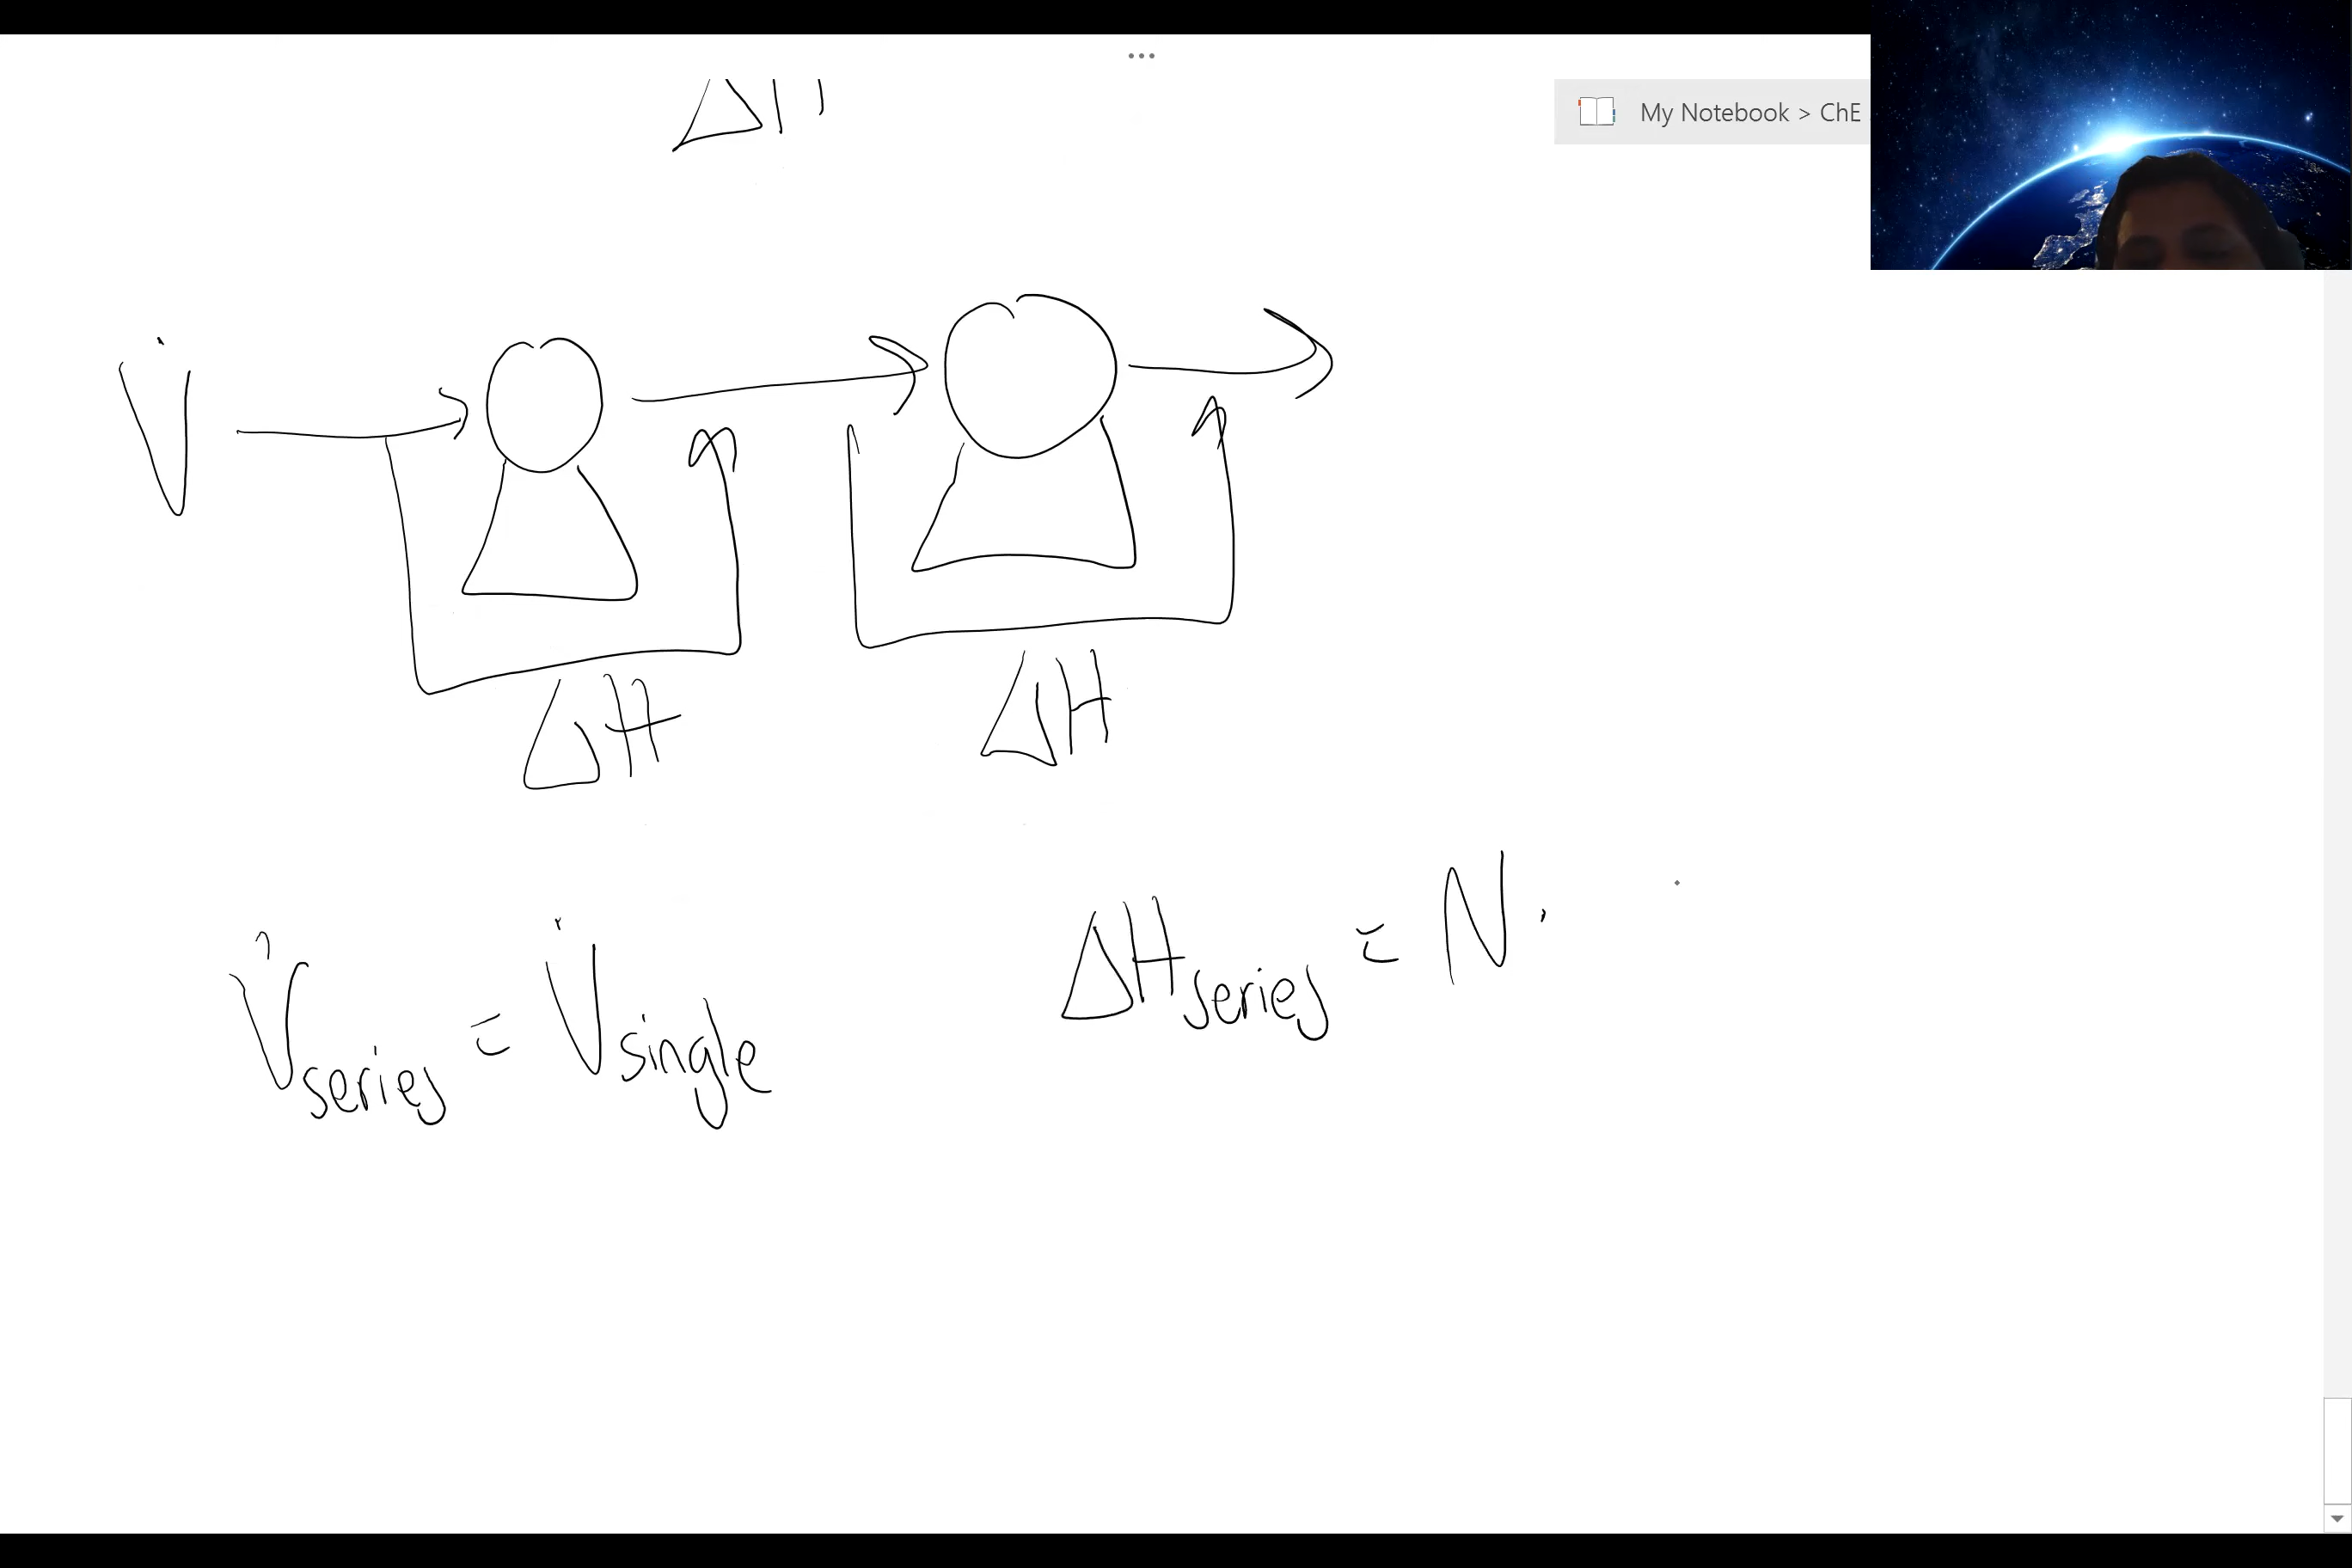 ΔH
My Notebook > ChE
V̇
ΔH
ΔH
V̇series = V̇single
ΔHseries = N ·